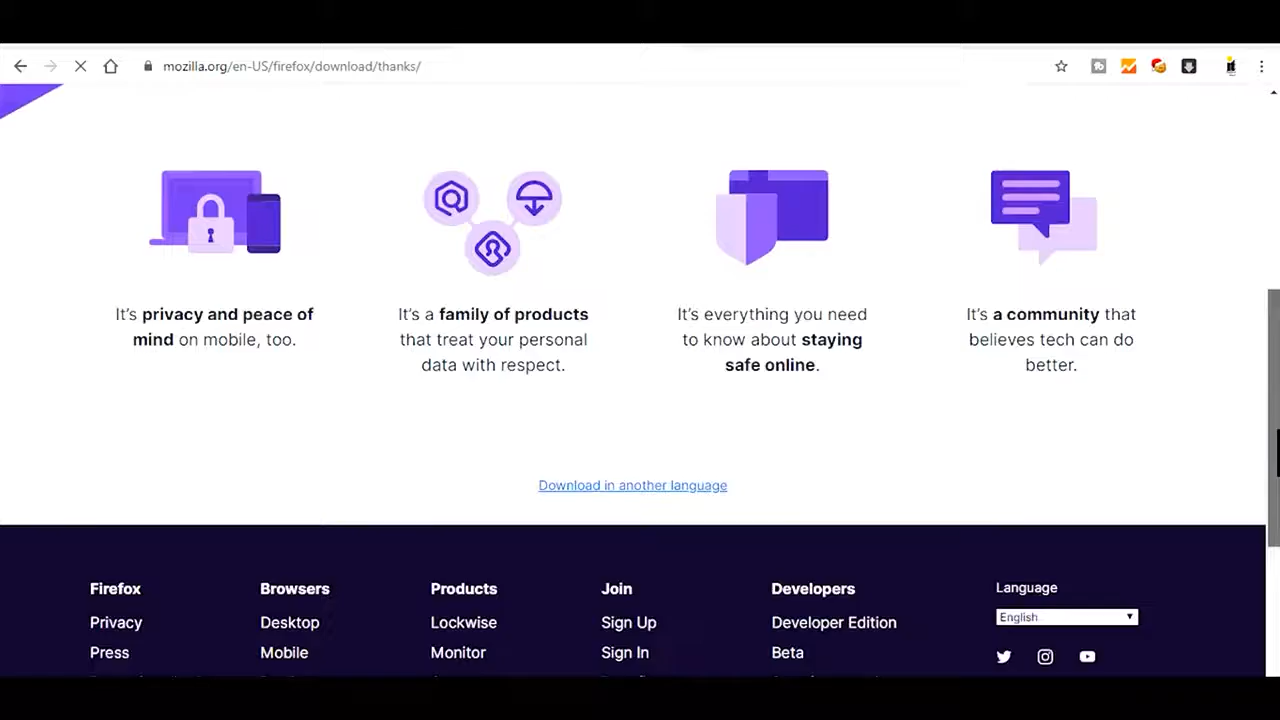 mozilla.org/en-US/firefox/download/thanks/
It's privacy and peace of
mind on mobile, too.
It's a family of products
that treat your personal
data with respect.
It's everything you need
to know about staying
safe online.
It's a community that
believes tech can do
better.
Download in another language
Firefox
Privacy
Press
Browsers
Desktop
Mobile
Products
Lockwise
Monitor
Join
Sign Up
Sign In
Developers
Developer Edition
Beta
Language
English